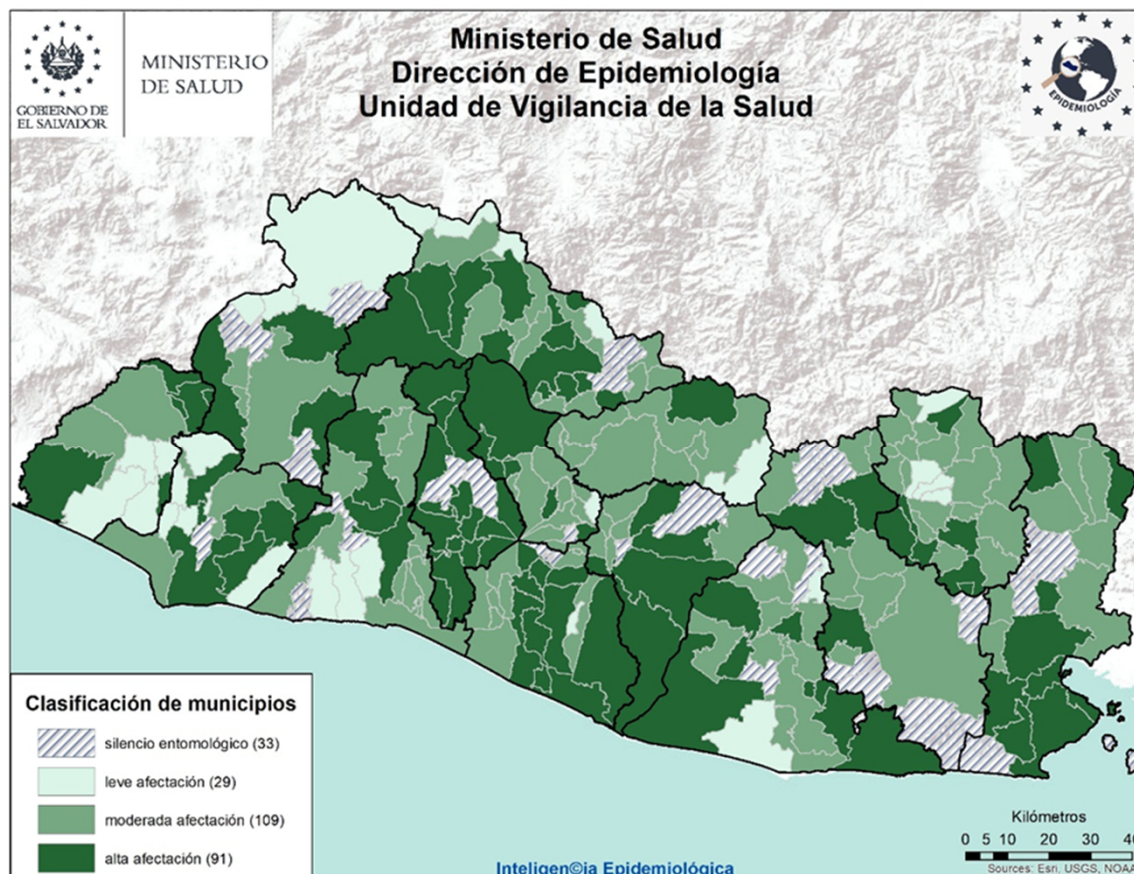 GOBIERNO DE
EL SALVADOR
MINISTERIO
DE SALUD
Ministerio de Salud
Dirección de Epidemiología
Unidad de Vigilancia de la Salud
EPIDEMIOLOGÍA
Clasificación de municipios
silencio entomológico (33)
leve afectación (29)
moderada afectación (109)
alta afectación (91)
Kilómetros
0 5 10 20 30 40
Sources: Esri, USGS, NOAA
Inteligen©ia Epidemiológica